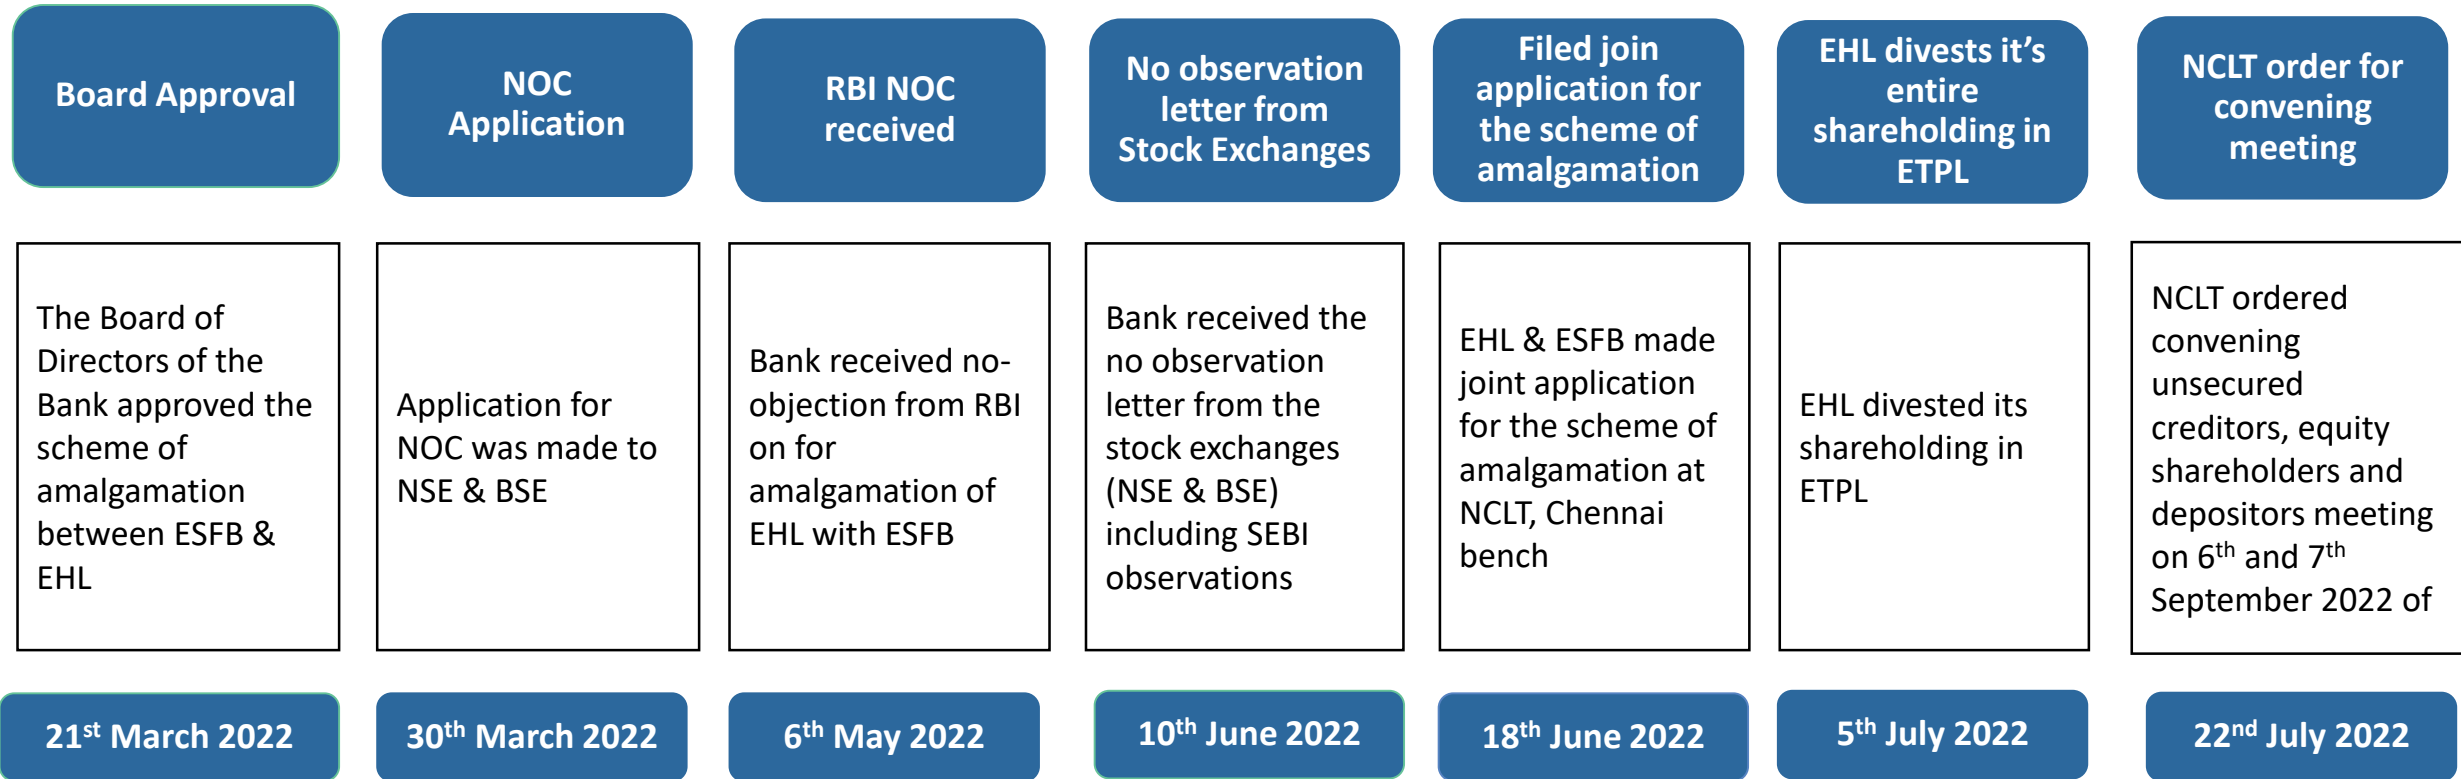 Board Approval
NOC
Application
RBI NOC
received
No observation
letter from
Stock Exchanges
Filed join
application for
the scheme of
amalgamation
EHL divests it’s
entire
shareholding in
ETPL
NCLT order for
convening
meeting
The Board of
Directors of the
Bank approved the
scheme of
amalgamation
between ESFB &
EHL
Application for
NOC was made to
NSE & BSE
Bank received no-
objection from RBI
on for
amalgamation of
EHL with ESFB
Bank received the
no observation
letter from the
stock exchanges
(NSE & BSE)
including SEBI
observations
EHL & ESFB made
joint application
for the scheme of
amalgamation at
NCLT, Chennai
bench
EHL divested its
shareholding in
ETPL
NCLT ordered
convening
unsecured
creditors, equity
shareholders and
depositors meeting
on 6th and 7th
September 2022 of
21st March 2022
30th March 2022
6th May 2022
10th June 2022
18th June 2022
5th July 2022
22nd July 2022